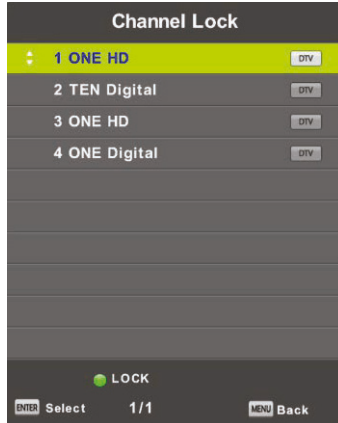 Channel Lock
1 ONE HD DTV
2 TEN Digital DTV
3 ONE HD DTV
4 ONE Digital DTV
LOCK
ENTER Select 1/1 MENU Back